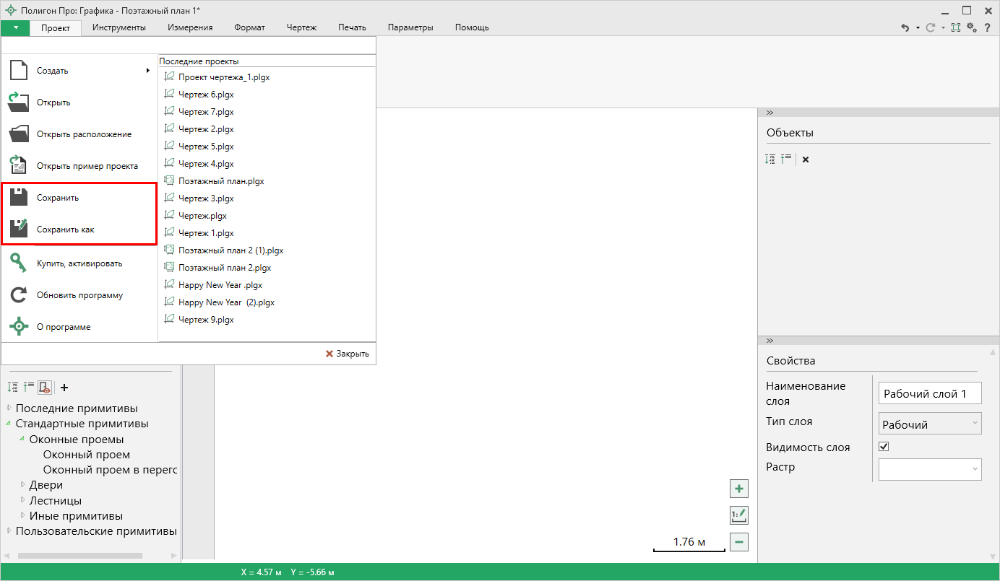 Полигон Про: Графика - Поэтажный план 1*
Проект Инструменты Измерения Формат Чертеж Печать Параметры Помощь
Создать
Открыть
Открыть расположение
Открыть пример проекта
Сохранить
Сохранить как
Купить, активировать
Обновить программу
О программе
Последние проекты
Проект чертежа_1.plgx
Чертеж 6.plgx
Чертеж 7.plgx
Чертеж 2.plgx
Чертеж 5.plgx
Чертеж 4.plgx
Поэтажный план.plgx
Чертеж 3.plgx
Чертеж.plgx
Чертеж 1.plgx
Поэтажный план 2 (1).plgx
Поэтажный план 2.plgx
Happy New Year .plgx
Happy New Year  (2).plgx
Чертеж 9.plgx
Закрыть
Последние примитивы
Стандартные примитивы
Оконные проемы
Оконный проем
Оконный проем в перегс
Двери
Лестницы
Иные примитивы
Пользовательские примитивы
1:
1.76 м
Объекты
Свойства
Наименование слоя
Рабочий слой 1
Тип слоя
Рабочий
Видимость слоя
Растр
X = 4.57 м Y = -5.66 м